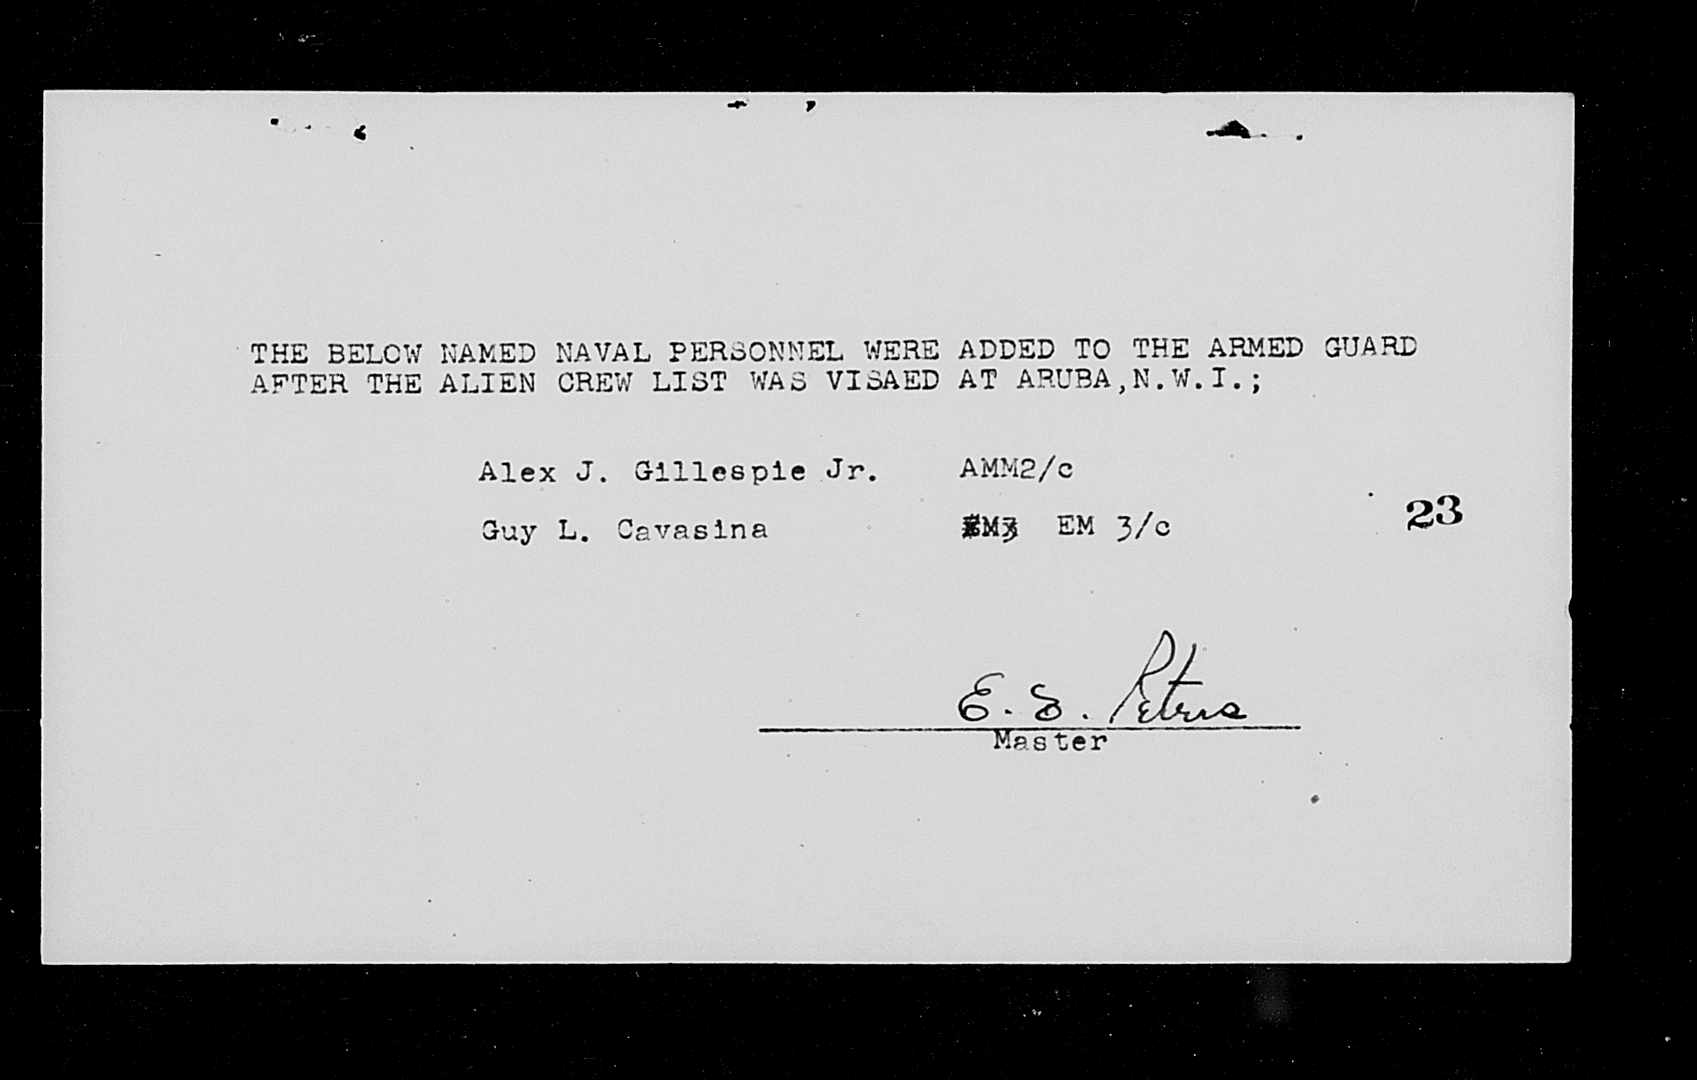 THE BELOW NAMED NAVAL PERSONNEL WERE ADDED TO THE ARMED GUARD
AFTER THE ALIEN CREW LIST WAS VISAED AT ARUBA,N.W.I.;
Alex J. Gillespie Jr. AMM2/c
Guy L. Cavasina EM 3/c
23
E. S. Peters
Master